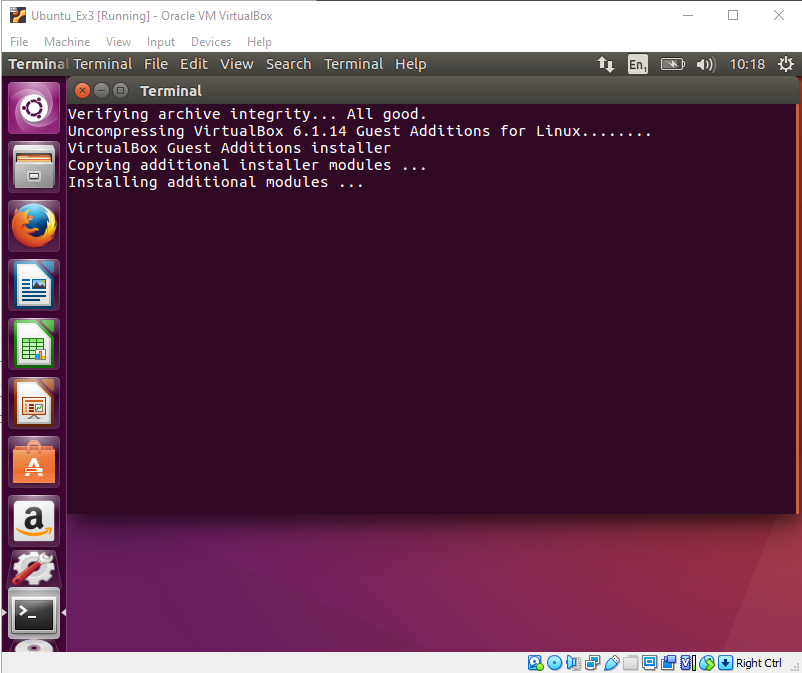 Ubuntu_Ex3 [Running] - Oracle VM VirtualBox
File Machine View Input Devices Help
Terminal Terminal File Edit View Search Terminal Help En1 10:18
Terminal
Verifying archive integrity... All good.
Uncompressing VirtualBox 6.1.14 Guest Additions for Linux........
VirtualBox Guest Additions installer
Copying additional installer modules ...
Installing additional modules ...
A
a
>_
Right Ctrl